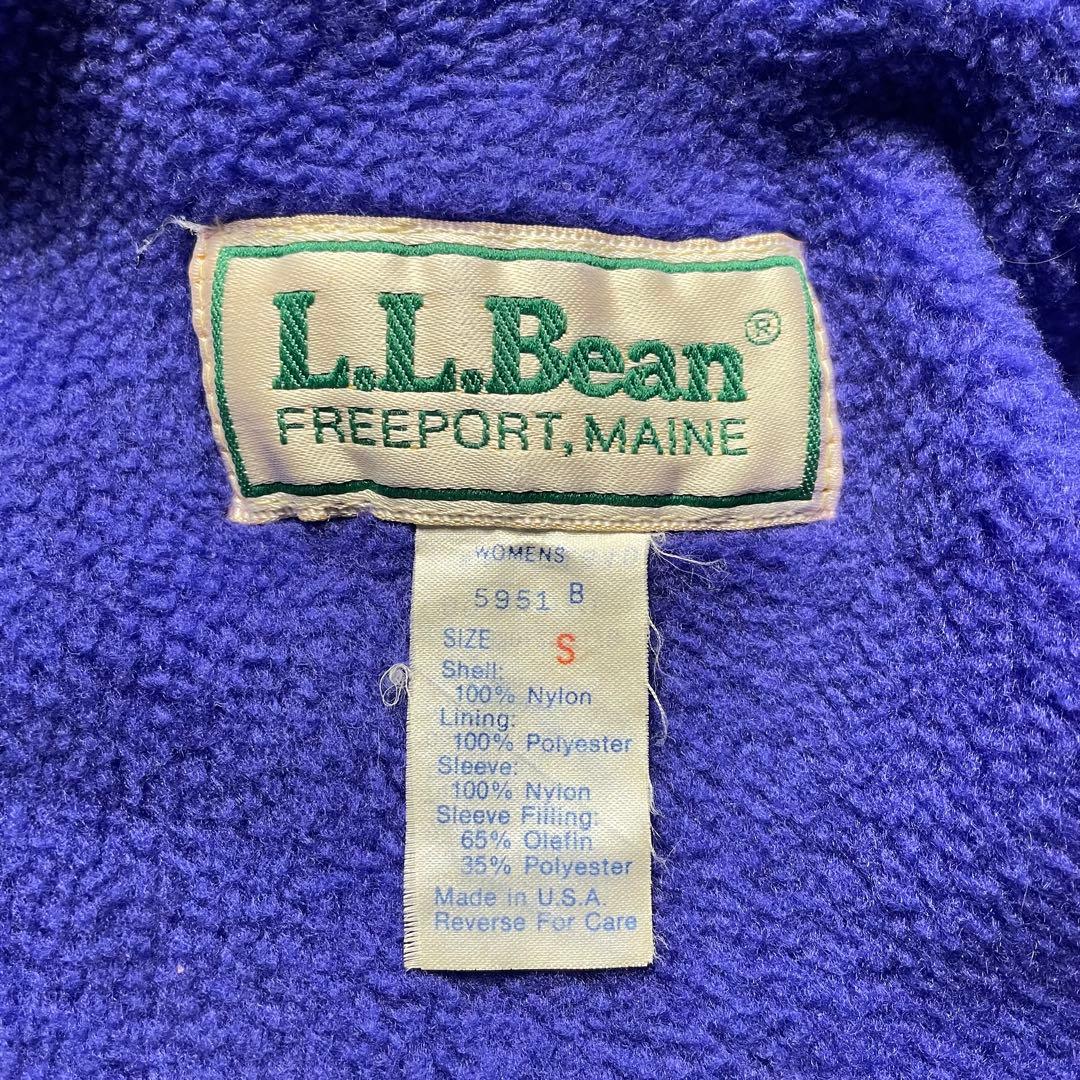 L.L.Bean®
FREEPORT, MAINE
WOMENS
5951 B
SIZE S
Shell:
100% Nylon
Lining:
100% Polyester
Sleeve:
100% Nylon
Sleeve Filling:
65% Olefin
35% Polyester
Made in U.S.A.
Reverse For Care